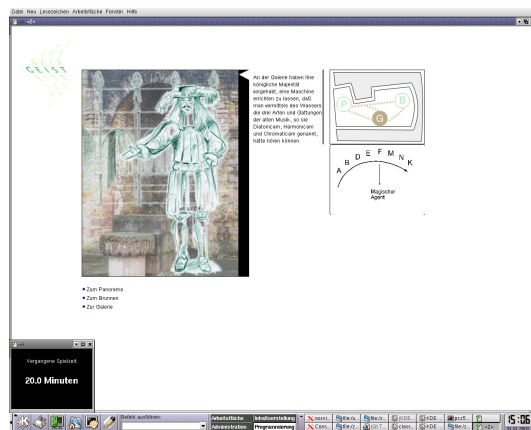 Datei Neu Lesezeichen Arbeitsfläche Fenster Hilfe
<2>
GEIST
An der Galerie haben Ihre
königliche Majestät
vorgehabt, eine Maschine
errichten zu lassen, daß
man vermittels des Wassers
die drei Arten und Gattungen
der alten Musik, so sie
Diatonicam, Harmonicam
und Chromaticam genannt,
hätte hören können.
P
B
G
A B D E F M N K
Magischer
Agent
Zum Panorama
Zum Brunnen
Zur Galerie
Vergangene Spielzeit
20.0 Minuten
Befehl ausführen:
Arbeitsfläche Inhaltserstellung
Administration Programmierung
15:06